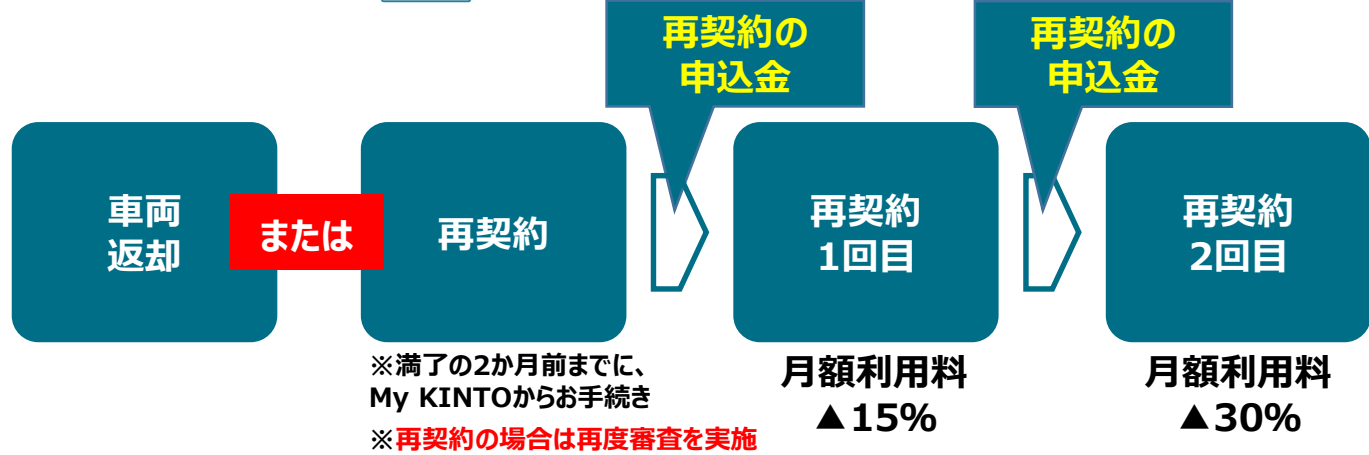 再契約の
申込金
再契約の
申込金
車両
返却
または
再契約
再契約
1回目
再契約
2回目
※満了の2か月前までに、
My KINTOからお手続き
※再契約の場合は再度審査を実施
月額利用料
▲15%
月額利用料
▲30%